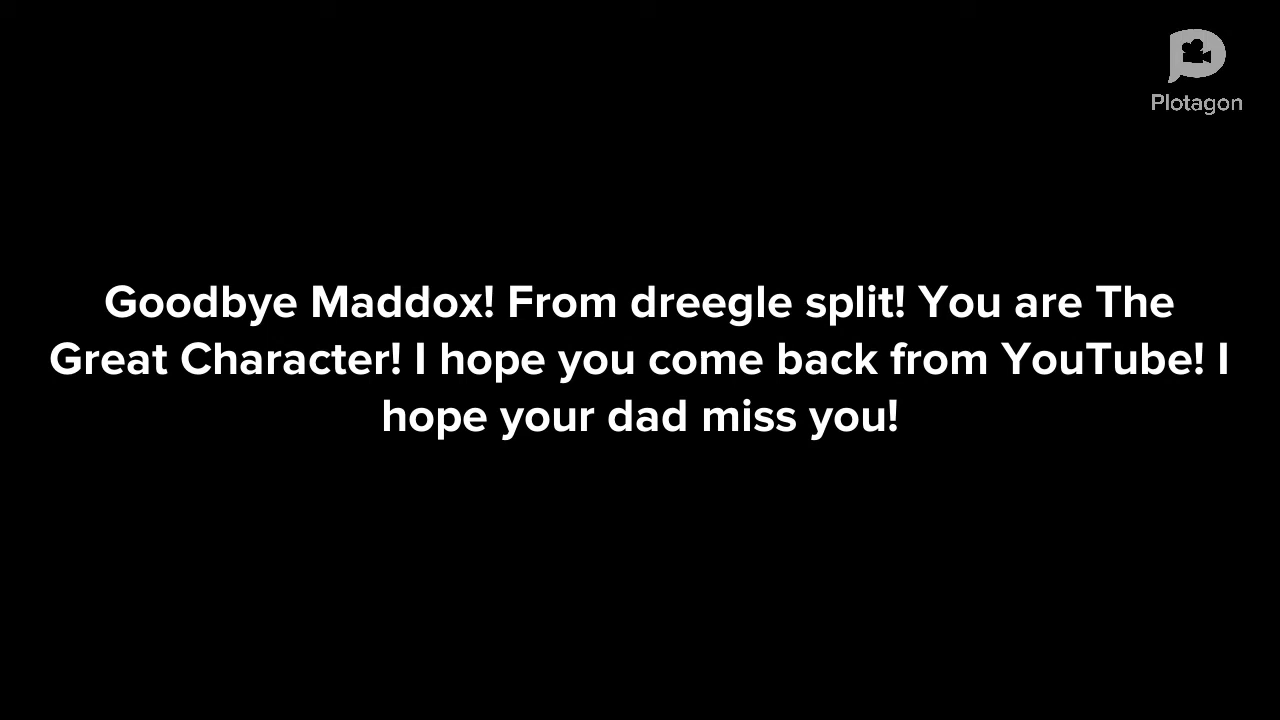 Plotagon
Goodbye Maddox! From dreegle split! You are The
Great Character! I hope you come back from YouTube! I
hope your dad miss you!